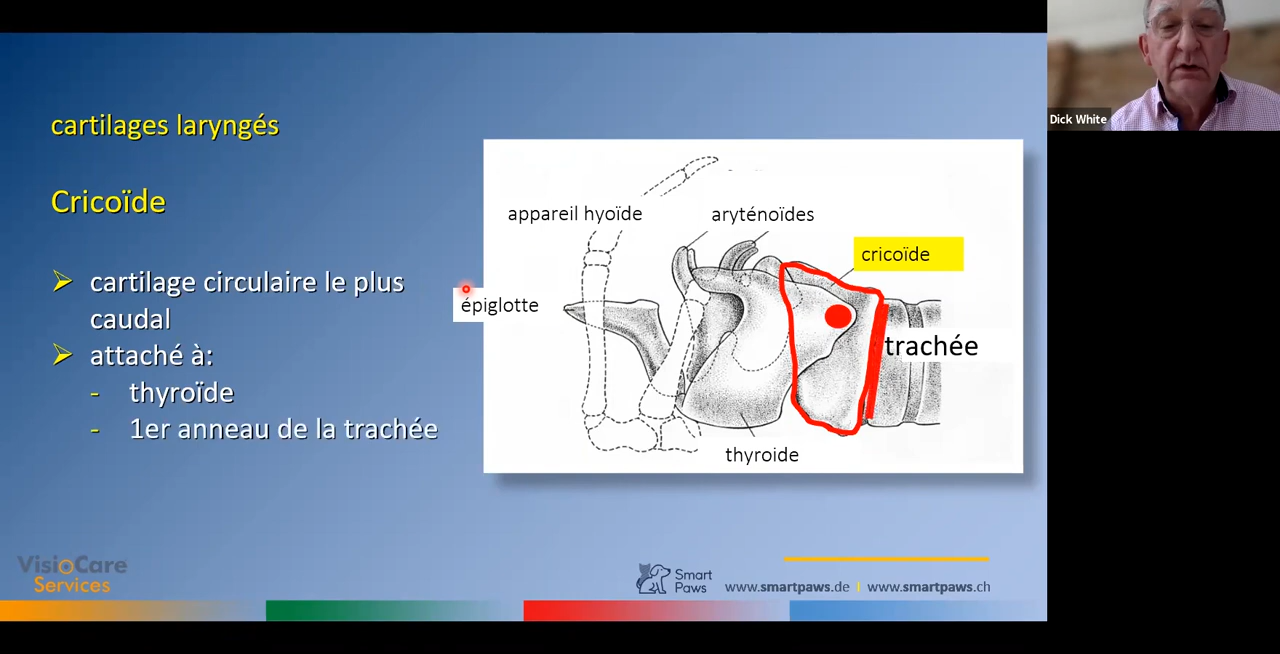 cartilages laryngés
Cricoïde
cartilage circulaire le plus
caudal
attaché à:
- thyroïde
- 1er anneau de la trachée
appareil hyoïde
aryténoïdes
cricoïde
épiglotte
trachée
thyroide
VisioCare
Services
Smart
Paws
www.smartpaws.de | www.smartpaws.ch
Dick White